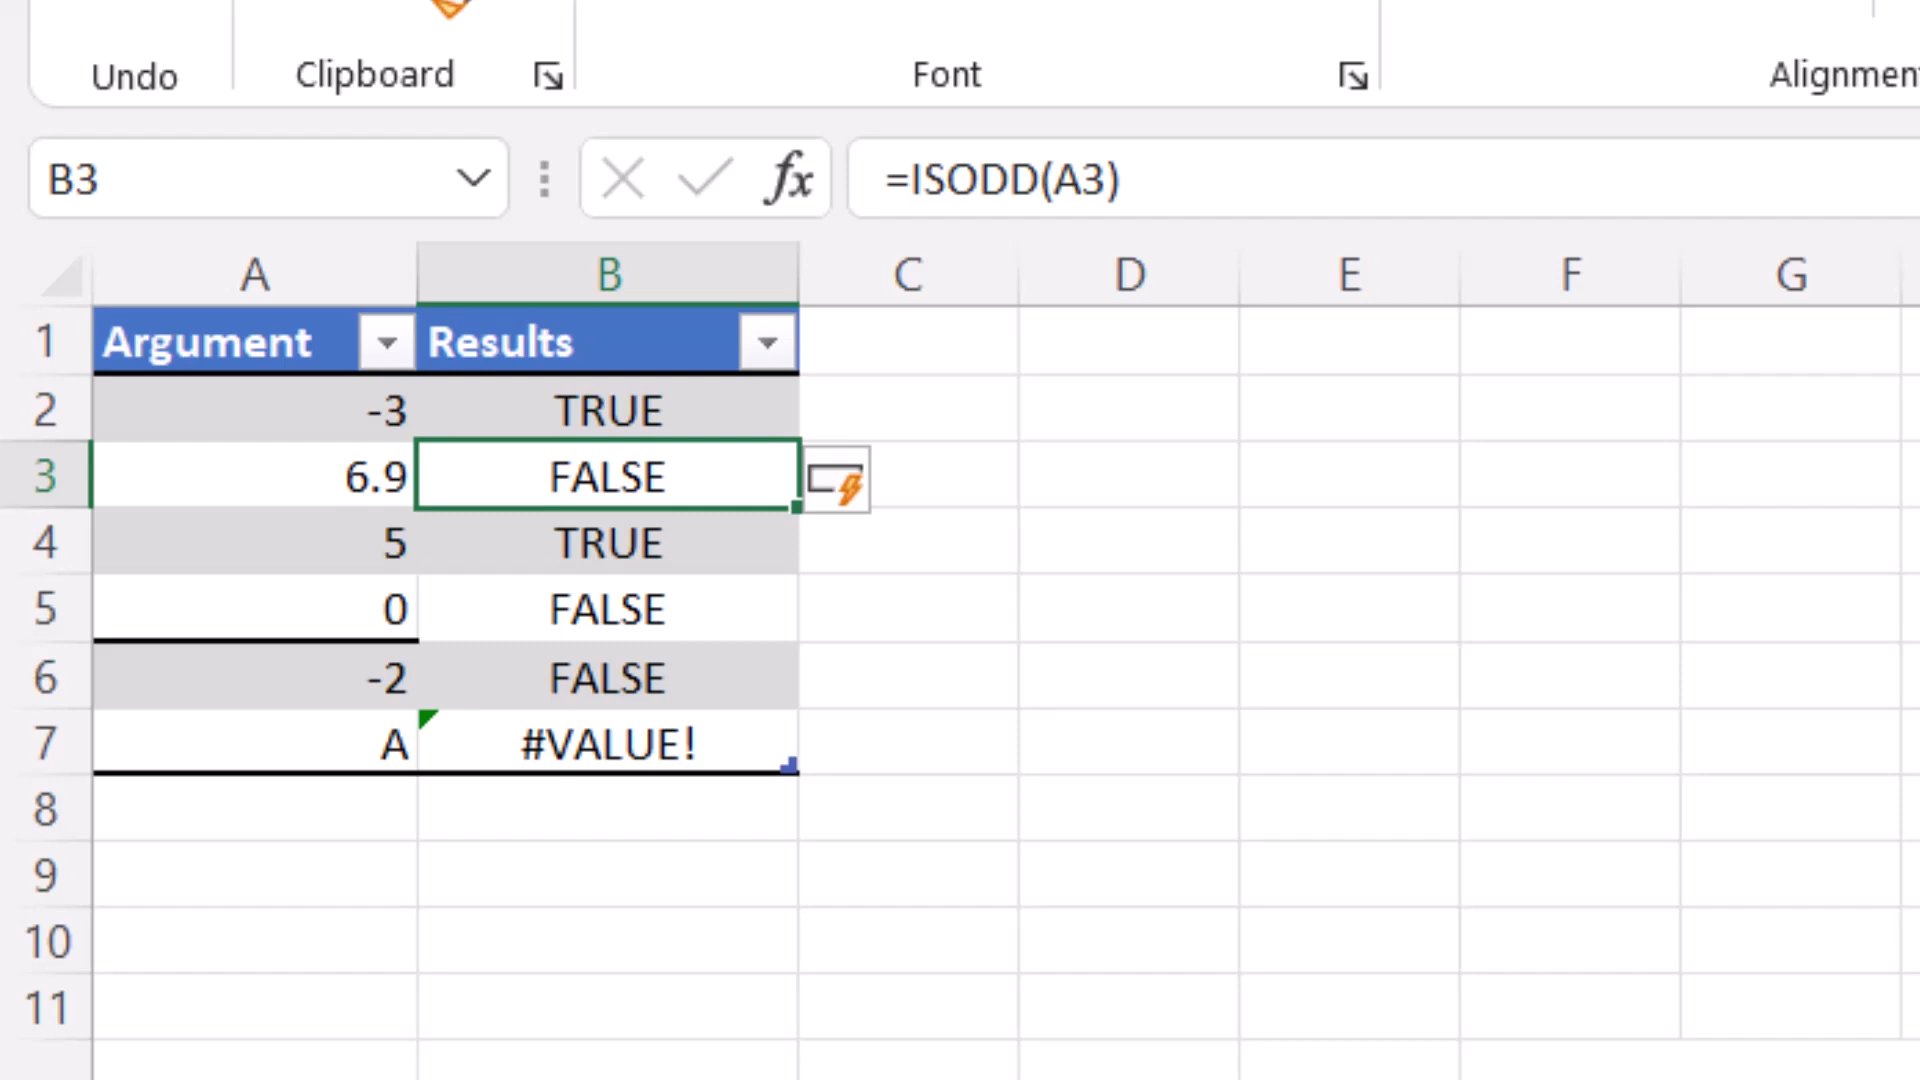 Undo Clipboard Font Alignmen
B3 fx =ISODD(A3)
A B C D E F G
1 Argument Results
2 -3 TRUE
3 6.9 FALSE
4 5 TRUE
5 0 FALSE
6 -2 FALSE
7 A #VALUE!
8
9
10
11